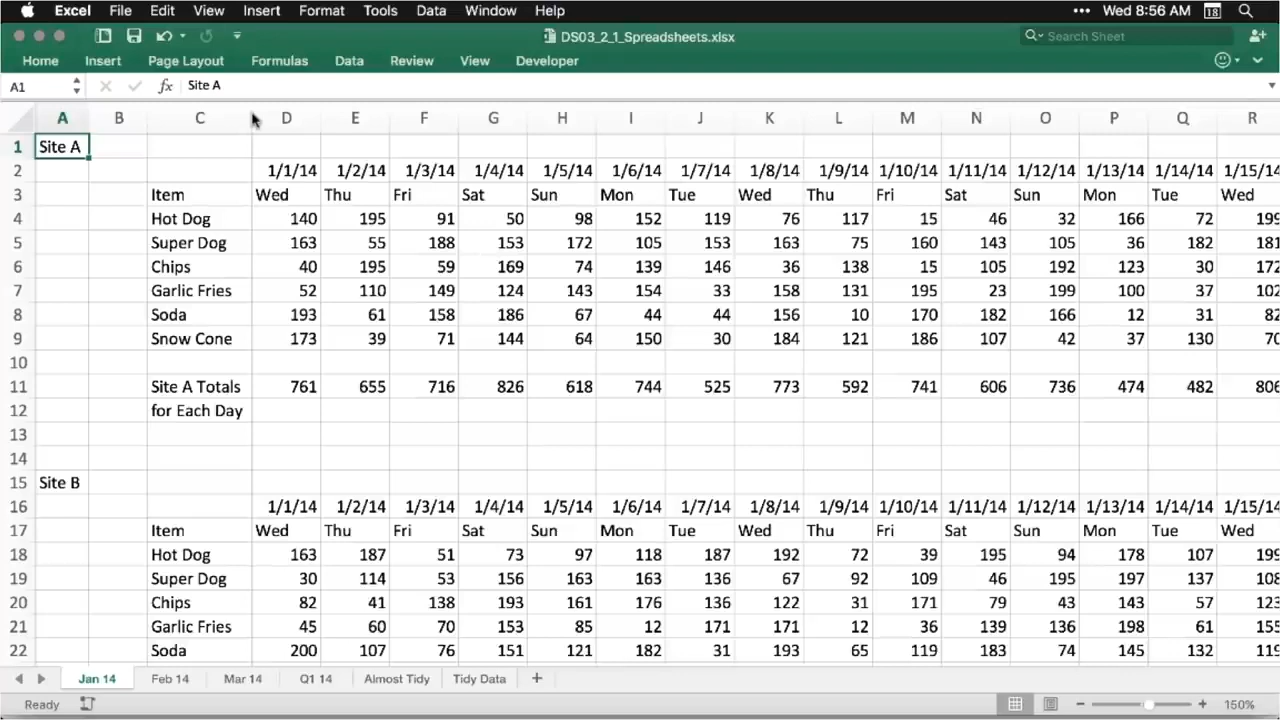 Excel File Edit View Insert Format Tools Data Window Help ••• Wed 8:56 AM 18
DS03_2_1_Spreadsheets.xlsx Search Sheet
Home Insert Page Layout Formulas Data Review View Developer
A1 fx Site A
A B C D E F G H I J K L M N O P Q R
1 Site A
2 1/1/14 1/2/14 1/3/14 1/4/14 1/5/14 1/6/14 1/7/14 1/8/14 1/9/14 1/10/14 1/11/14 1/12/14 1/13/14 1/14/14 1/15/14
3 Item Wed Thu Fri Sat Sun Mon Tue Wed Thu Fri Sat Sun Mon Tue Wed
4 Hot Dog 140 195 91 50 98 152 119 76 117 15 46 32 166 72 199
5 Super Dog 163 55 188 153 172 105 153 163 75 160 143 105 36 182 181
6 Chips 40 195 59 169 74 139 146 36 138 15 105 192 123 30 172
7 Garlic Fries 52 110 149 124 143 154 33 158 131 195 23 199 100 37 102
8 Soda 193 61 158 186 67 44 44 156 10 170 182 166 12 31 82
9 Snow Cone 173 39 71 144 64 150 30 184 121 186 107 42 37 130 70
10
11 Site A Totals 761 655 716 826 618 744 525 773 592 741 606 736 474 482 806
12 for Each Day
13
14
15 Site B
16 1/1/14 1/2/14 1/3/14 1/4/14 1/5/14 1/6/14 1/7/14 1/8/14 1/9/14 1/10/14 1/11/14 1/12/14 1/13/14 1/14/14 1/15/14
17 Item Wed Thu Fri Sat Sun Mon Tue Wed Thu Fri Sat Sun Mon Tue Wed
18 Hot Dog 163 187 51 73 97 118 187 192 72 39 195 94 178 107 199
19 Super Dog 30 114 53 156 163 163 136 67 92 109 46 195 197 137 108
20 Chips 82 41 138 193 161 176 136 122 31 171 79 43 143 57 123
21 Garlic Fries 45 60 70 153 85 12 171 171 12 36 139 136 198 61 155
22 Soda 200 107 76 151 121 182 31 193 65 119 183 74 145 132 119
Jan 14 Feb 14 Mar 14 Q1 14 Almost Tidy Tidy Data +
Ready 150%